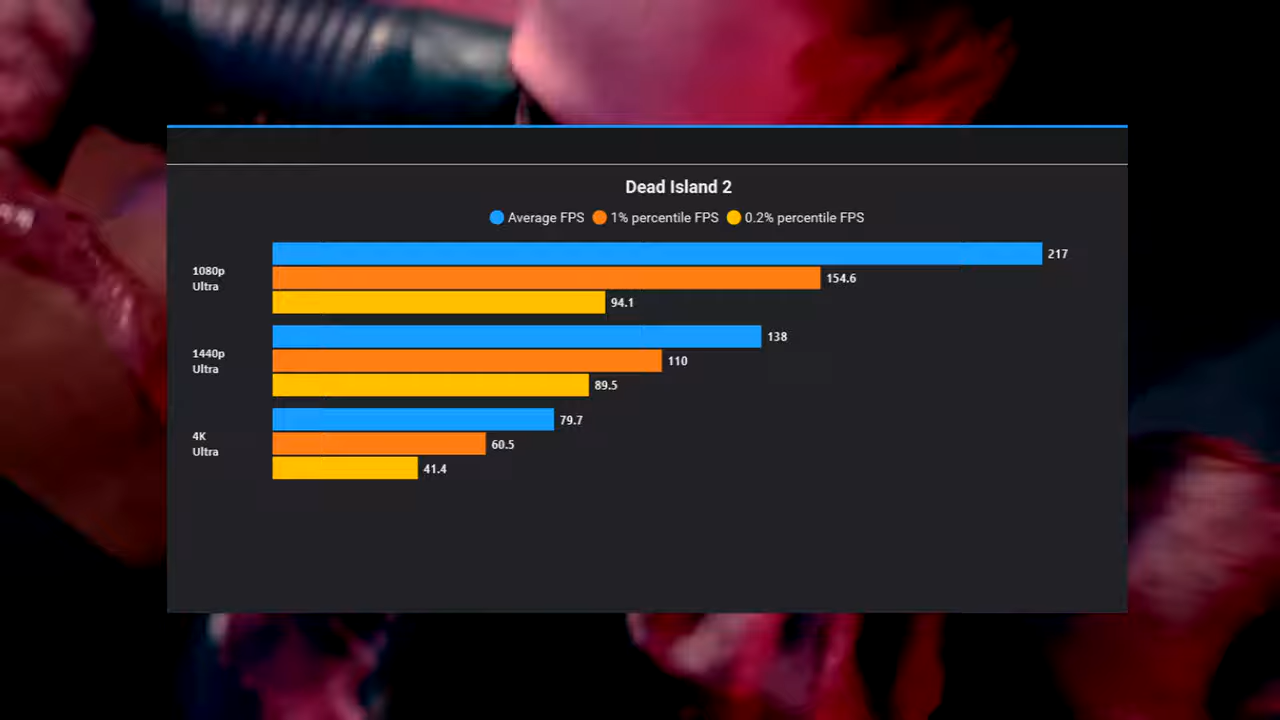 Dead Island 2
Average FPS 1% percentile FPS 0.2% percentile FPS
1080p
Ultra
217
154.6
94.1
1440p
Ultra
138
110
89.5
4K
Ultra
79.7
60.5
41.4